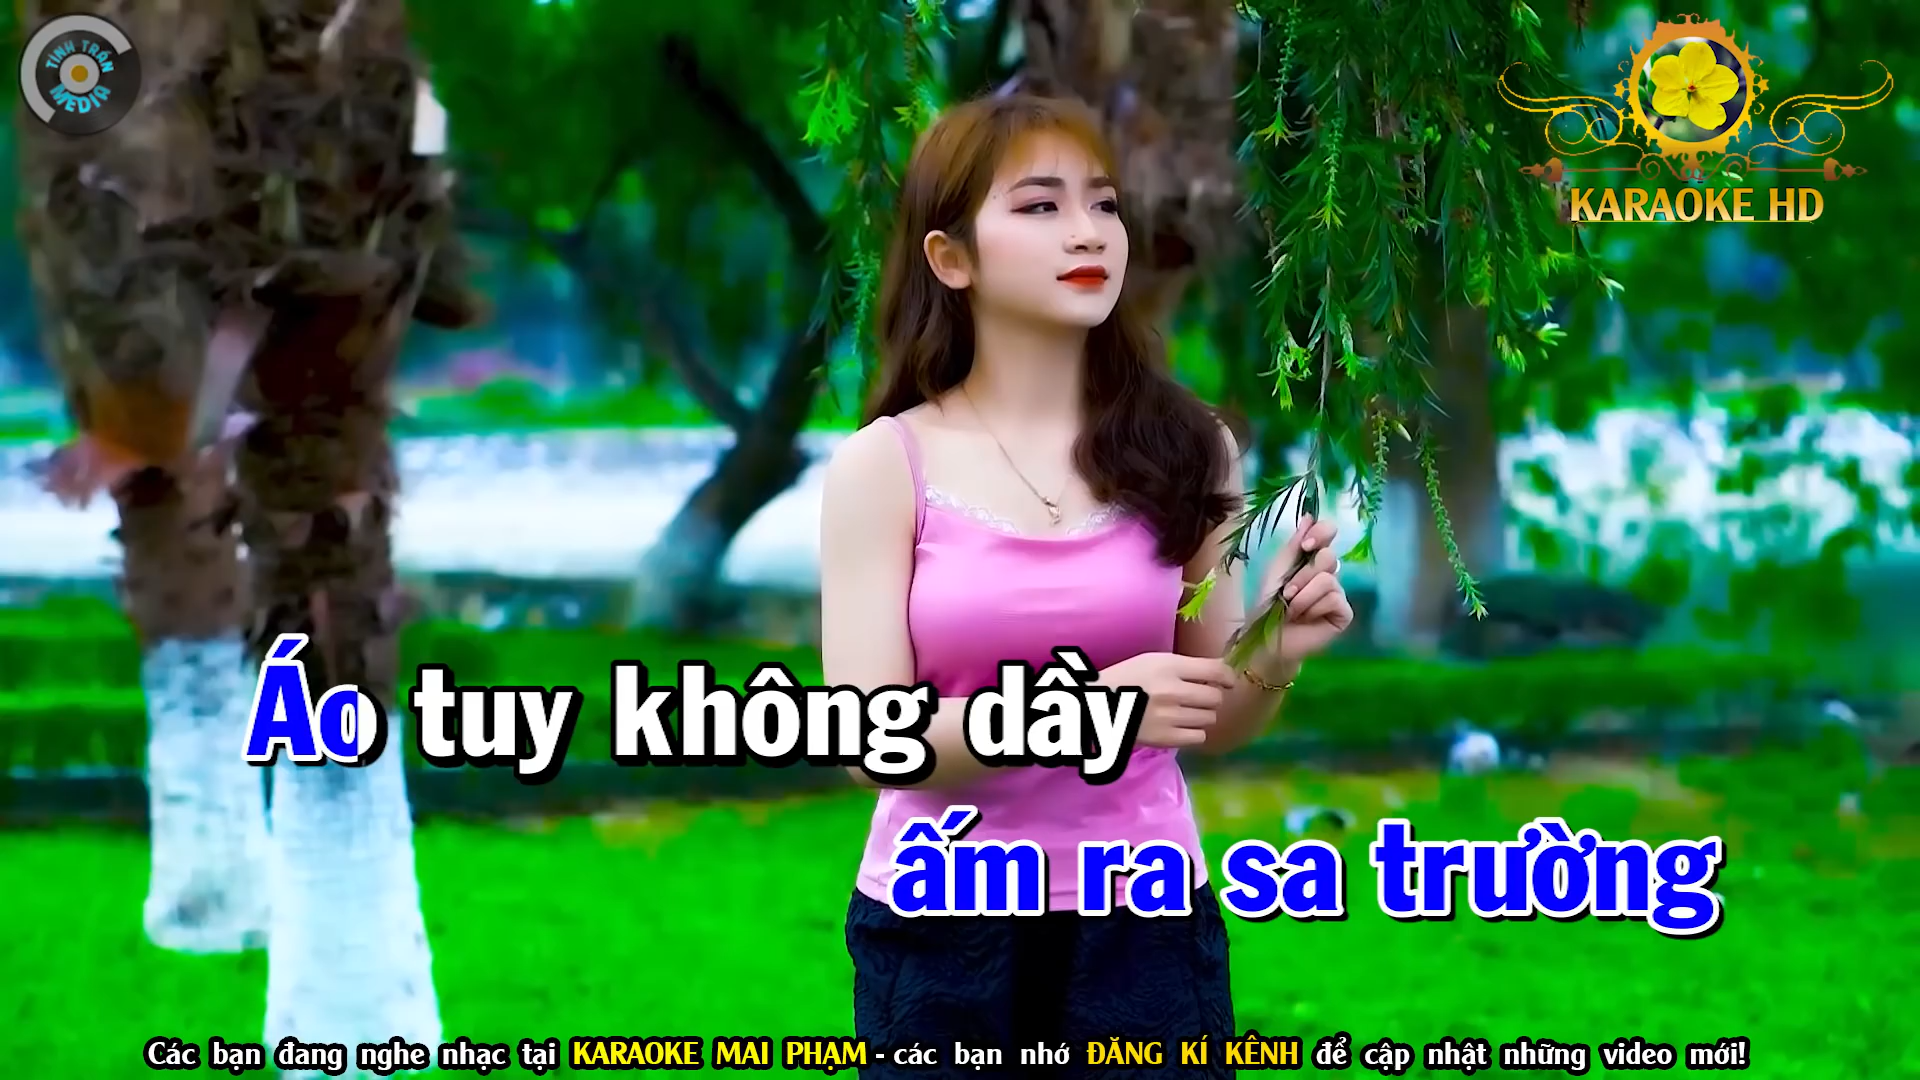 TÌNH TRẦN
MEDIA
KARAOKE HD
Áo tuy không dầy
ấm ra sa trường
Các bạn đang nghe nhạc tại KARAOKE MAI PHẠM - các bạn nhớ ĐĂNG KÍ KÊNH để cập nhật những video mới!